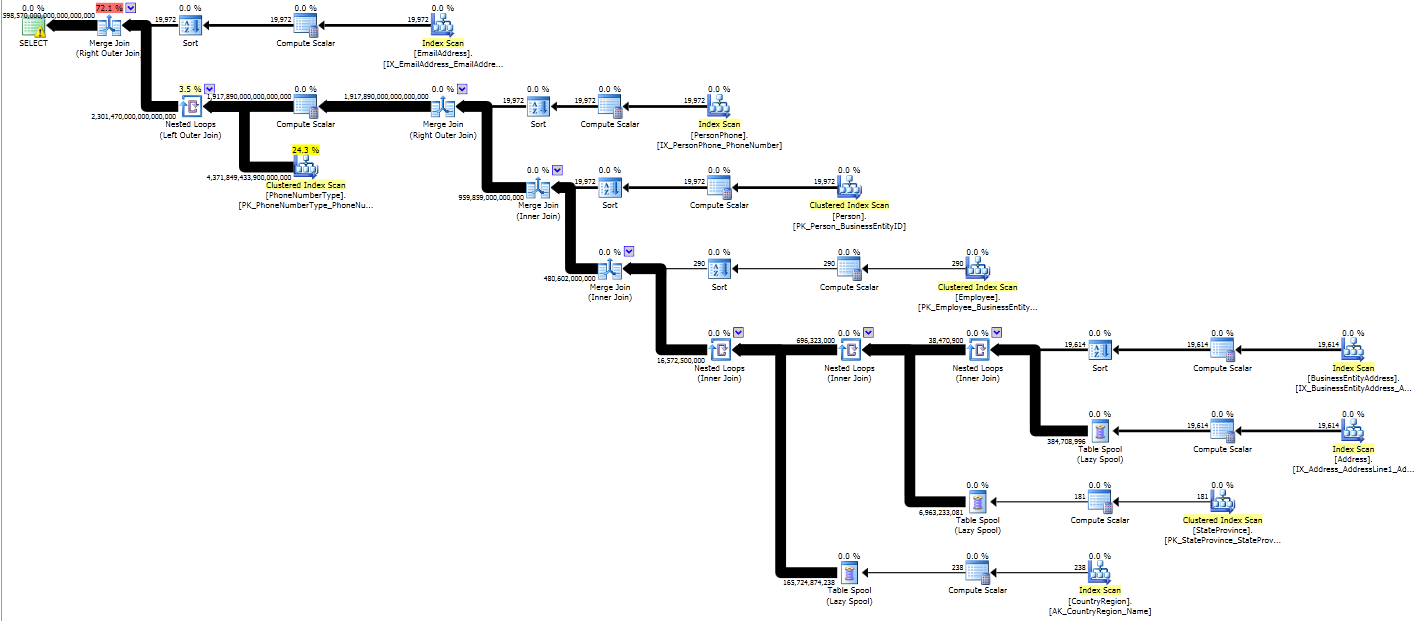 0.0 %
72.1 %
0.0 %
0.0 %
0.0 %
598,570,000,000,000,000,000
19,972
19,972
19,972
SELECT
Merge Join
(Right Outer Join)
Sort
Compute Scalar
Index Scan
[EmailAddress].
[IX_EmailAddress_EmailAddre...
3.5 %
0.0 %
0.0 %
0.0 %
0.0 %
0.0 %
1,917,890,000,000,000,000
1,917,890,000,000,000,000
19,972
19,972
19,972
2,301,470,000,000,000,000
Nested Loops
(Left Outer Join)
Compute Scalar
Merge Join
(Right Outer Join)
Sort
Compute Scalar
Index Scan
[PersonPhone].
[IX_PersonPhone_PhoneNumber]
24.3 %
4,371,849,433,900,000,000
Clustered Index Scan
[PhoneNumberType].
[PK_PhoneNumberType_PhoneNu...
0.0 %
0.0 %
0.0 %
0.0 %
19,972
19,972
19,972
959,859,000,000,000
Merge Join
(Inner Join)
Sort
Compute Scalar
Clustered Index Scan
[Person].
[PK_Person_BusinessEntityID]
0.0 %
0.0 %
0.0 %
0.0 %
290
290
290
480,602,000,000
Merge Join
(Inner Join)
Sort
Compute Scalar
Clustered Index Scan
[Employee].
[PK_Employee_BusinessEntity...
0.0 %
0.0 %
0.0 %
0.0 %
0.0 %
0.0 %
696,323,000
38,470,900
19,614
19,614
19,614
16,572,500,000
Nested Loops
(Inner Join)
Nested Loops
(Inner Join)
Nested Loops
(Inner Join)
Sort
Compute Scalar
Index Scan
[BusinessEntityAddress].
[IX_BusinessEntityAddress_A...
0.0 %
0.0 %
0.0 %
384,708,996
19,614
19,614
Table Spool
(Lazy Spool)
Compute Scalar
Index Scan
[Address].
[IX_Address_AddressLine1_Ad...
0.0 %
0.0 %
0.0 %
6,963,233,081
181
181
Table Spool
(Lazy Spool)
Compute Scalar
Clustered Index Scan
[StateProvince].
[PK_StateProvince_StateProv...
0.0 %
0.0 %
0.0 %
165,724,874,238
238
238
Table Spool
(Lazy Spool)
Compute Scalar
Index Scan
[CountryRegion].
[AK_CountryRegion_Name]